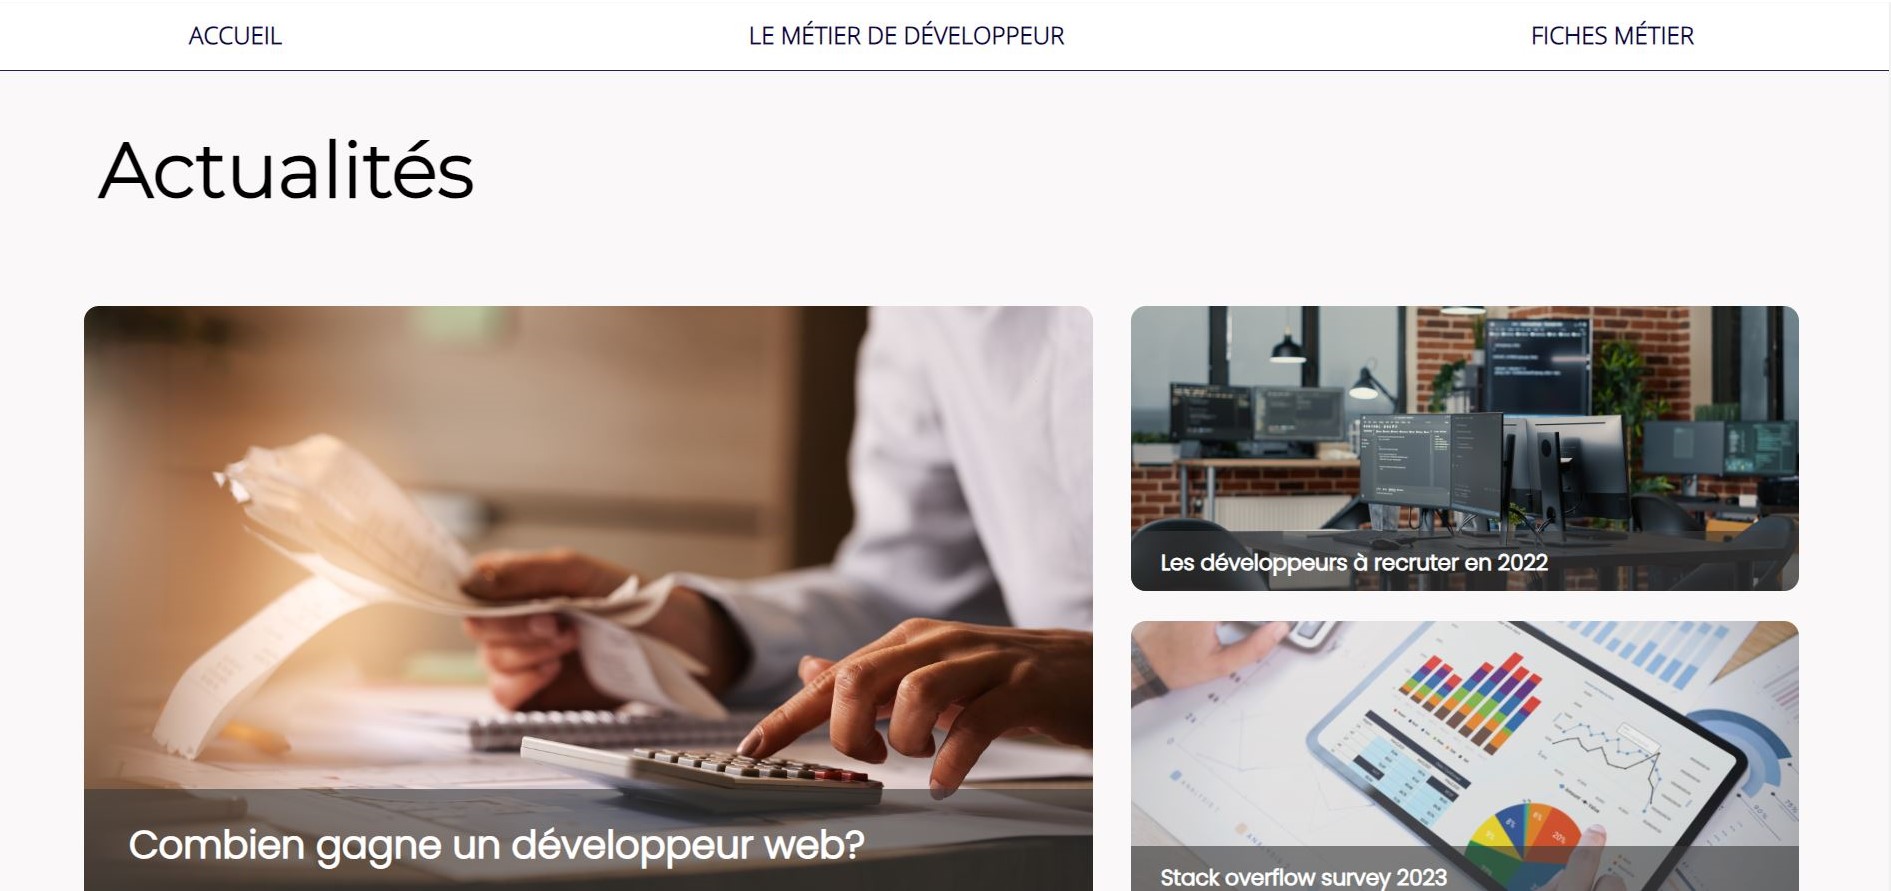 ACCUEIL
LE MÉTIER DE DÉVELOPPEUR
FICHES MÉTIER
Actualités
Combien gagne un développeur web?
Les développeurs à recruter en 2022
Stack overflow survey 2023